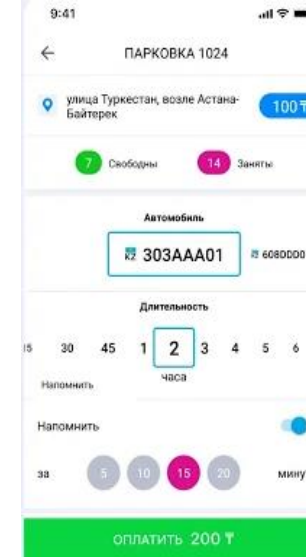 9:41
ПАРКОВКА 1024
улица Туркестан, возле Астана-
Байтерек
100 ₸
7 Свободны 14 Заняты
Автомобиль
KZ 303AAA01
608DDD0
Длительность
15 30 45 1 2 3 4 5 6
часа
Напомнить
Напомнить
за 5 10 15 20 мину
ОПЛАТИТЬ 200 ₸